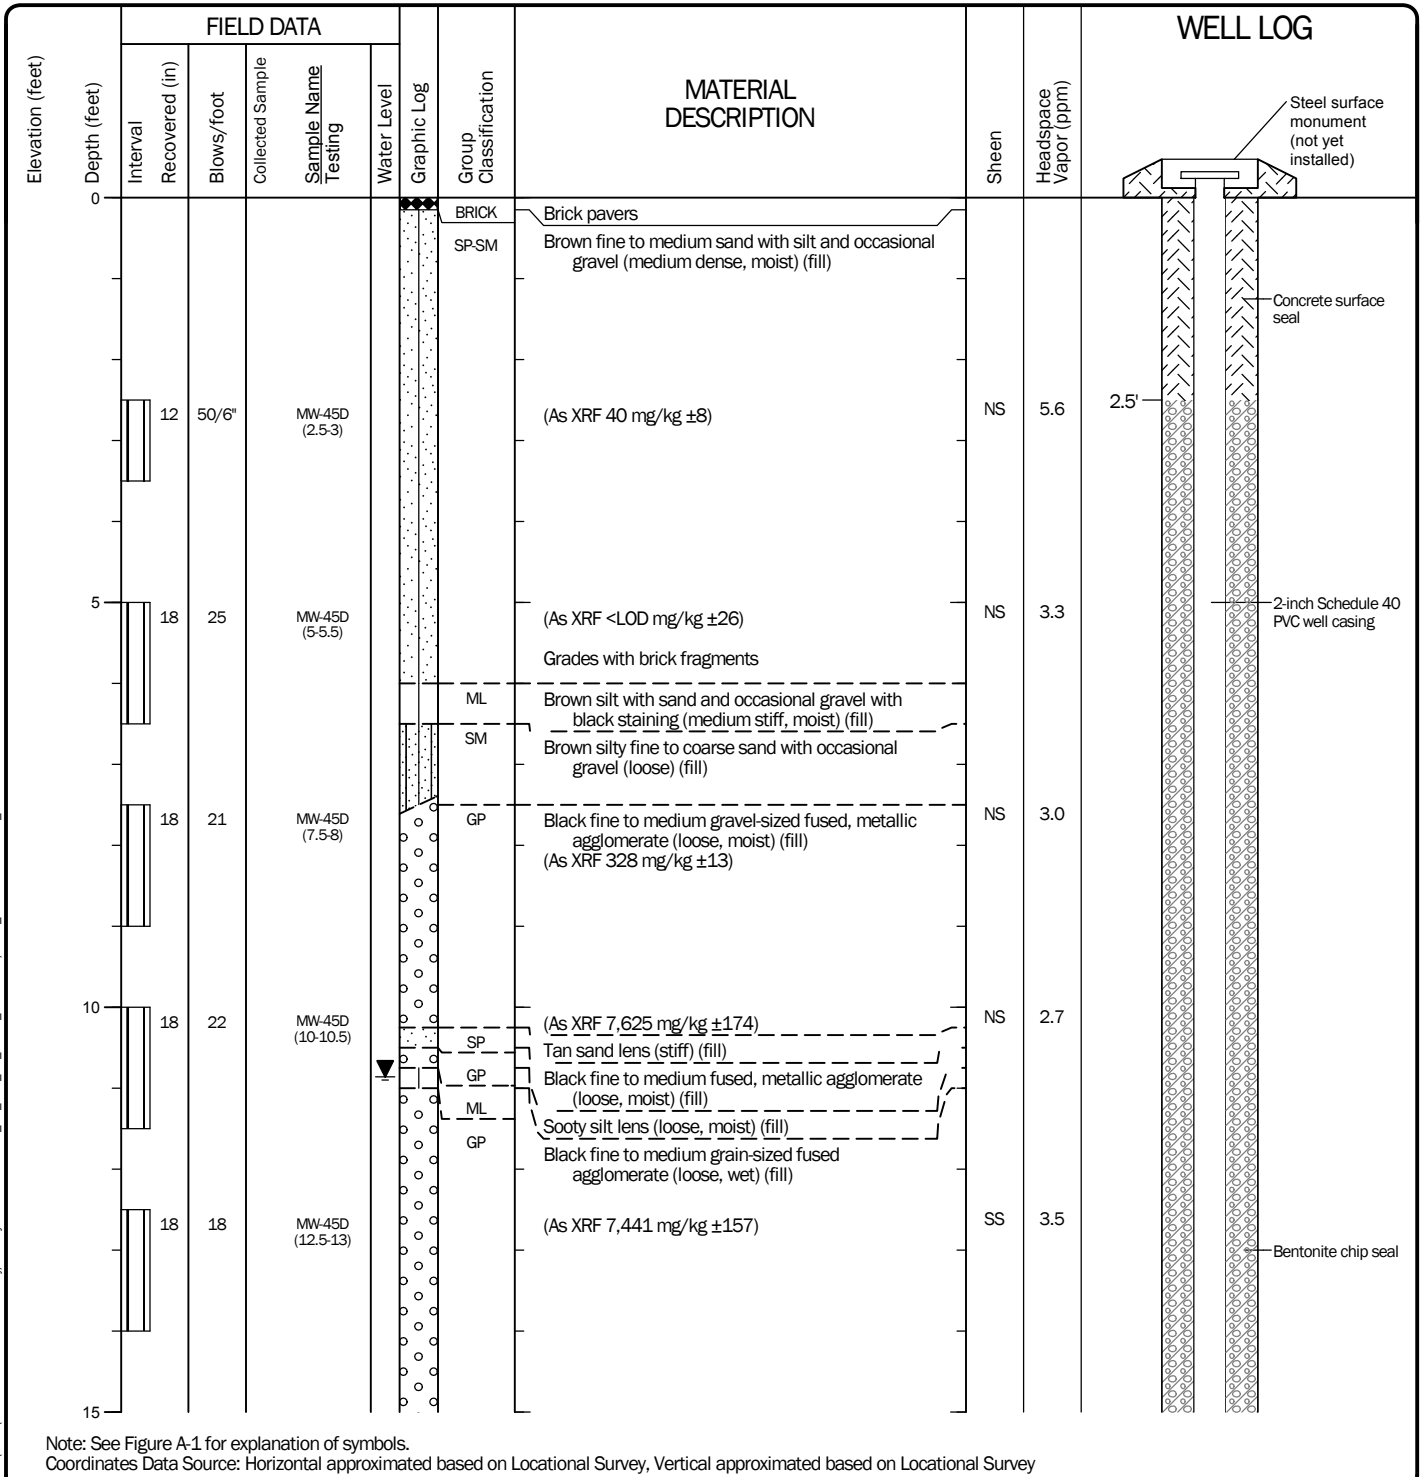 FIELD DATA
WELL LOG
Elevation (feet)
Depth (feet)
Interval
Recovered (in)
Blows/foot
Collected Sample
Sample Name
Testing
Water Level
Graphic Log
Group
Classification
MATERIAL
DESCRIPTION
Sheen
Headspace
Vapor (ppm)
Steel surface
monument
(not yet
installed)
0
BRICK
Brick pavers
SP-SM
Brown fine to medium sand with silt and occasional
gravel (medium dense, moist) (fill)
Concrete surface
seal
12
50/6"
MW-45D
(2.5-3)
(As XRF 40 mg/kg ±8)
NS
5.6
2.5'
5
18
25
MW-45D
(5-5.5)
(As XRF <LOD mg/kg ±26)
NS
3.3
2-inch Schedule 40
PVC well casing
Grades with brick fragments
ML
Brown silt with sand and occasional gravel with
black staining (medium stiff, moist) (fill)
SM
Brown silty fine to coarse sand with occasional
gravel (loose) (fill)
18
21
MW-45D
(7.5-8)
GP
Black fine to medium gravel-sized fused, metallic
agglomerate (loose, moist) (fill)
(As XRF 328 mg/kg ±13)
NS
3.0
10
18
22
MW-45D
(10-10.5)
(As XRF 7,625 mg/kg ±174)
NS
2.7
SP
Tan sand lens (stiff) (fill)
GP
Black fine to medium fused, metallic agglomerate
(loose, moist) (fill)
ML
Sooty silt lens (loose, moist) (fill)
GP
Black fine to medium grain-sized fused
agglomerate (loose, wet) (fill)
18
18
MW-45D
(12.5-13)
(As XRF 7,441 mg/kg ±157)
SS
3.5
Bentonite chip seal
15
Note: See Figure A-1 for explanation of symbols.
Coordinates Data Source: Horizontal approximated based on Locational Survey, Vertical approximated based on Locational Survey